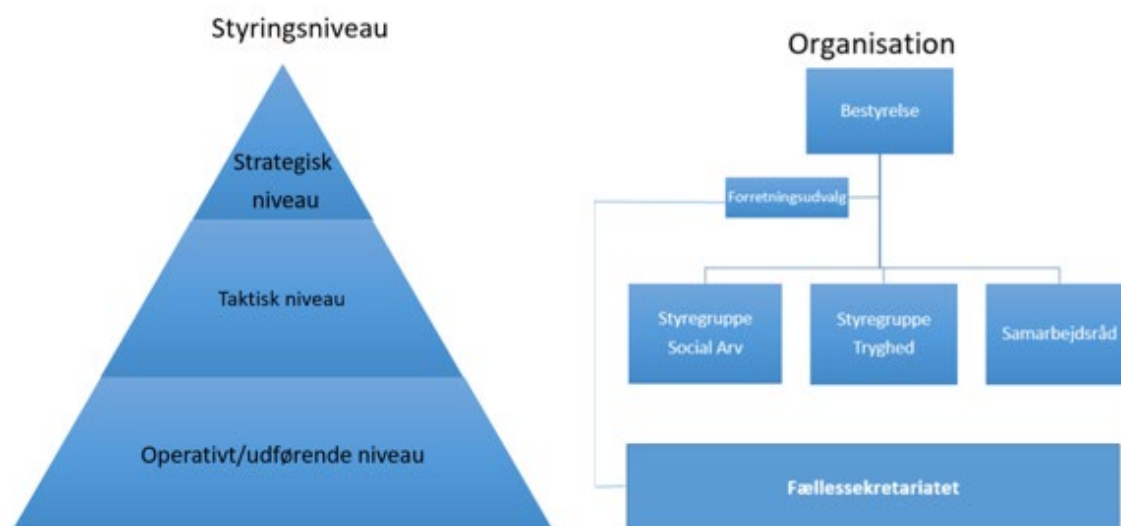 Styringsniveau
Strategisk
niveau
Taktisk niveau
Operativt/udførende niveau
Organisation
Bestyrelse
Forretningsudvalg
Styregruppe
Social Arv
Styregruppe
Tryghed
Samarbejdsråd
Fællessekretariatet